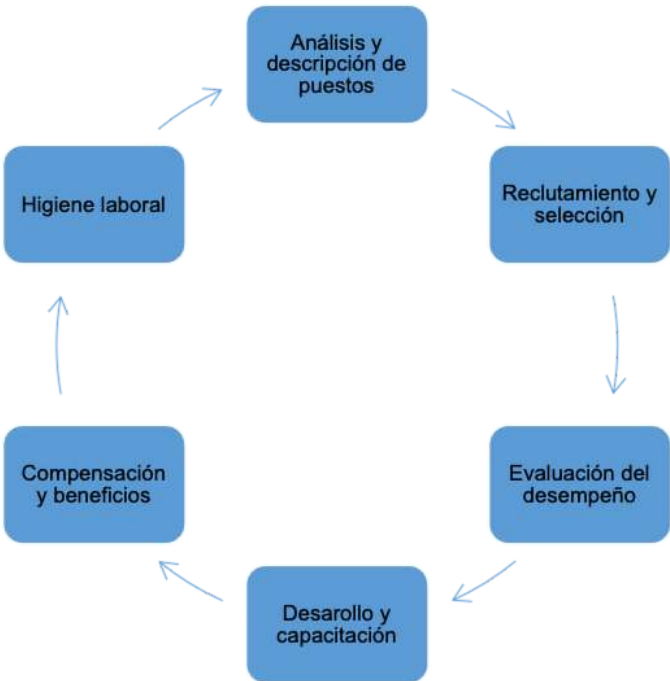 Análisis y
descripción de
puestos
Reclutamiento y
selección
Evaluación del
desempeño
Desarollo y
capacitación
Compensación
y beneficios
Higiene laboral